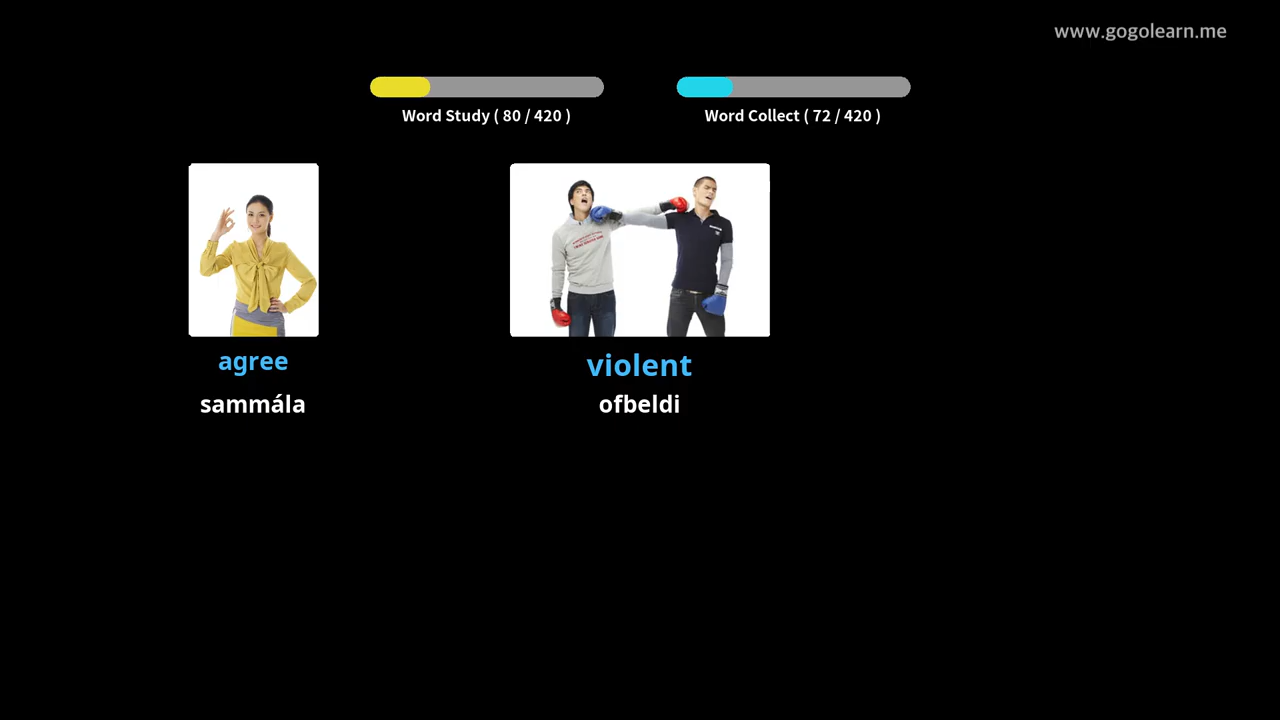 www.gogolearn.me
Word Study ( 80 / 420 )
Word Collect ( 72 / 420 )
agree
violent
sammála
ofbeldi